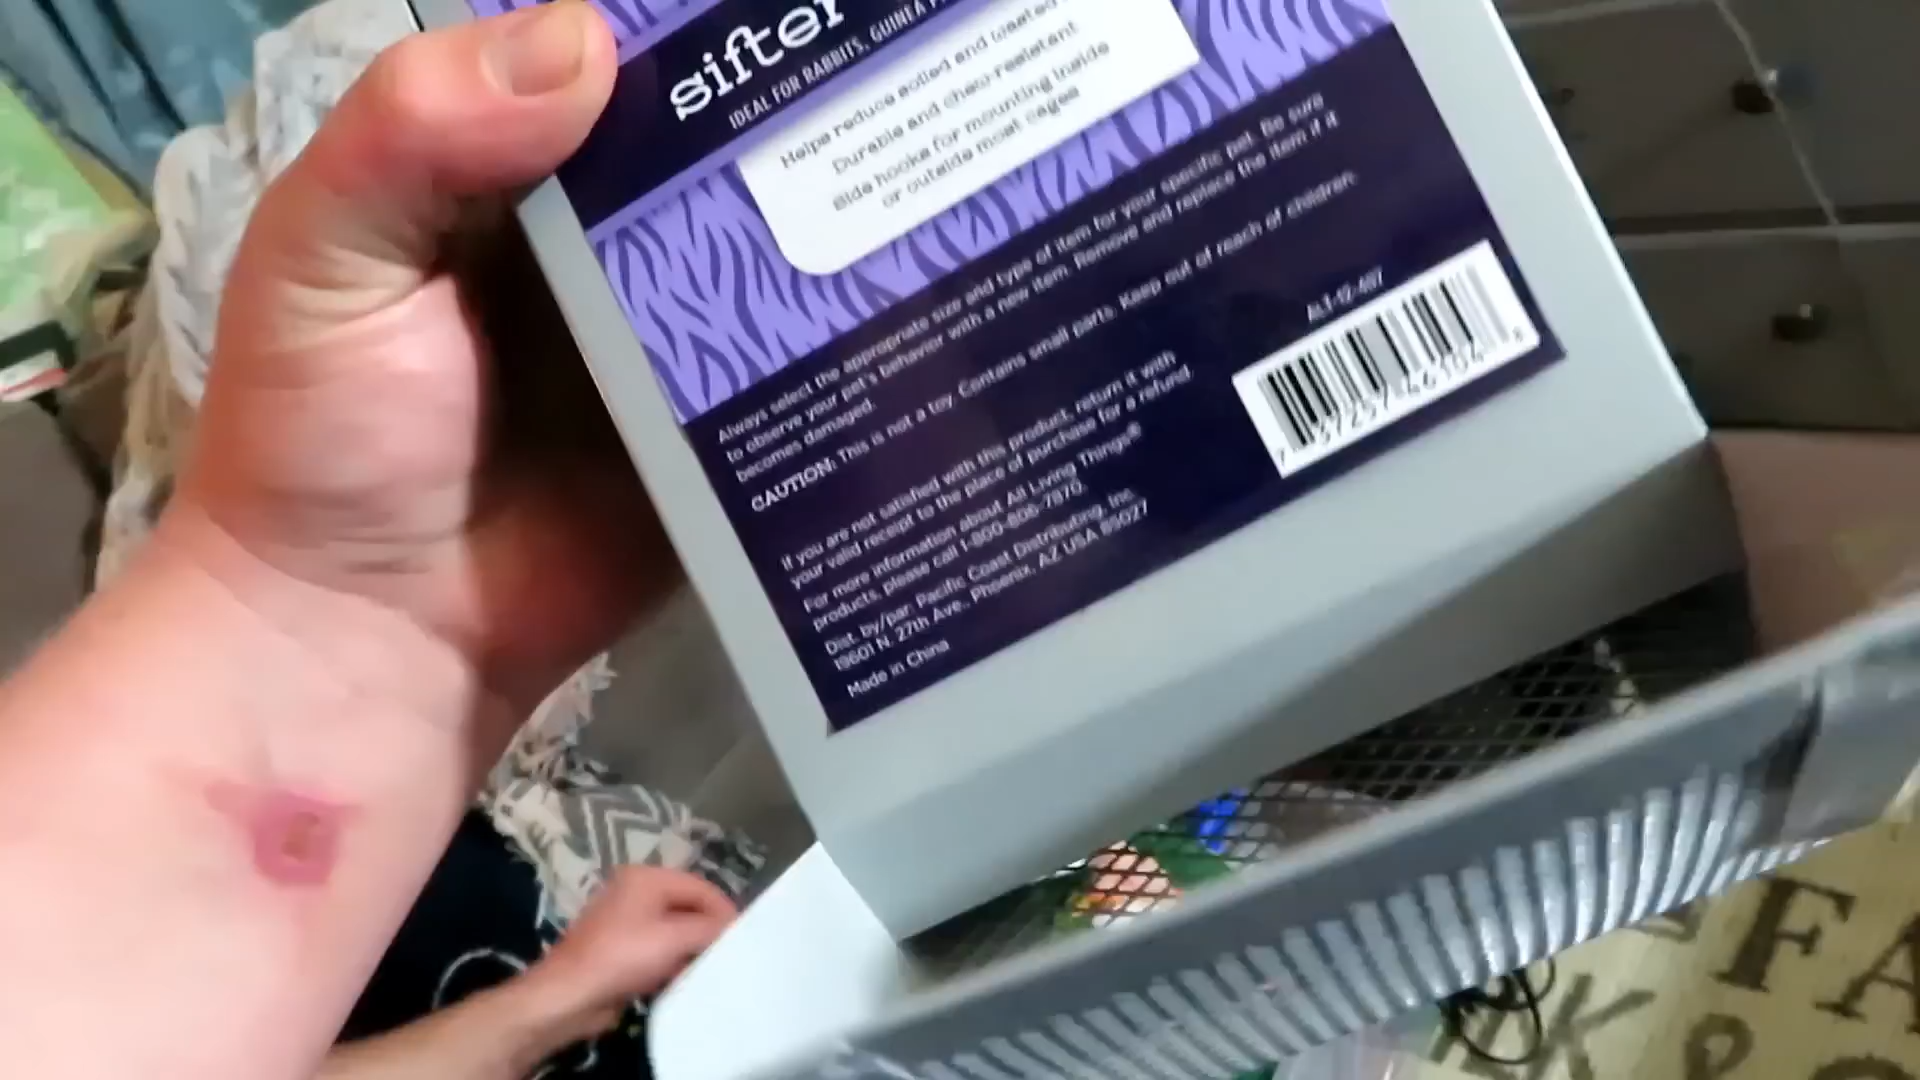 sifter
IDEAL FOR RABBITS, GUINEA
Helps reduce soiled and wasted
Durable and chew-resistant
Side hooks for mounting inside
or outside most cages
Always select the appropriate size and type of item for your specific pet. Be sure
to observe your pet's behavior with a new item. Remove and replace the item if it
becomes damaged.
CAUTION: This is not a toy. Contains small parts. Keep out of reach of children.
If you are not satisfied with this product, return it with
your valid receipt to the place of purchase for a refund.
For more information about All Living Things®
products, please call 1-800-806-7870.
Dist. by/par: Pacific Coast Distributing, Inc.
19601 N. 27th Ave., Phoenix, AZ USA 85027
Made in China
FA
K&